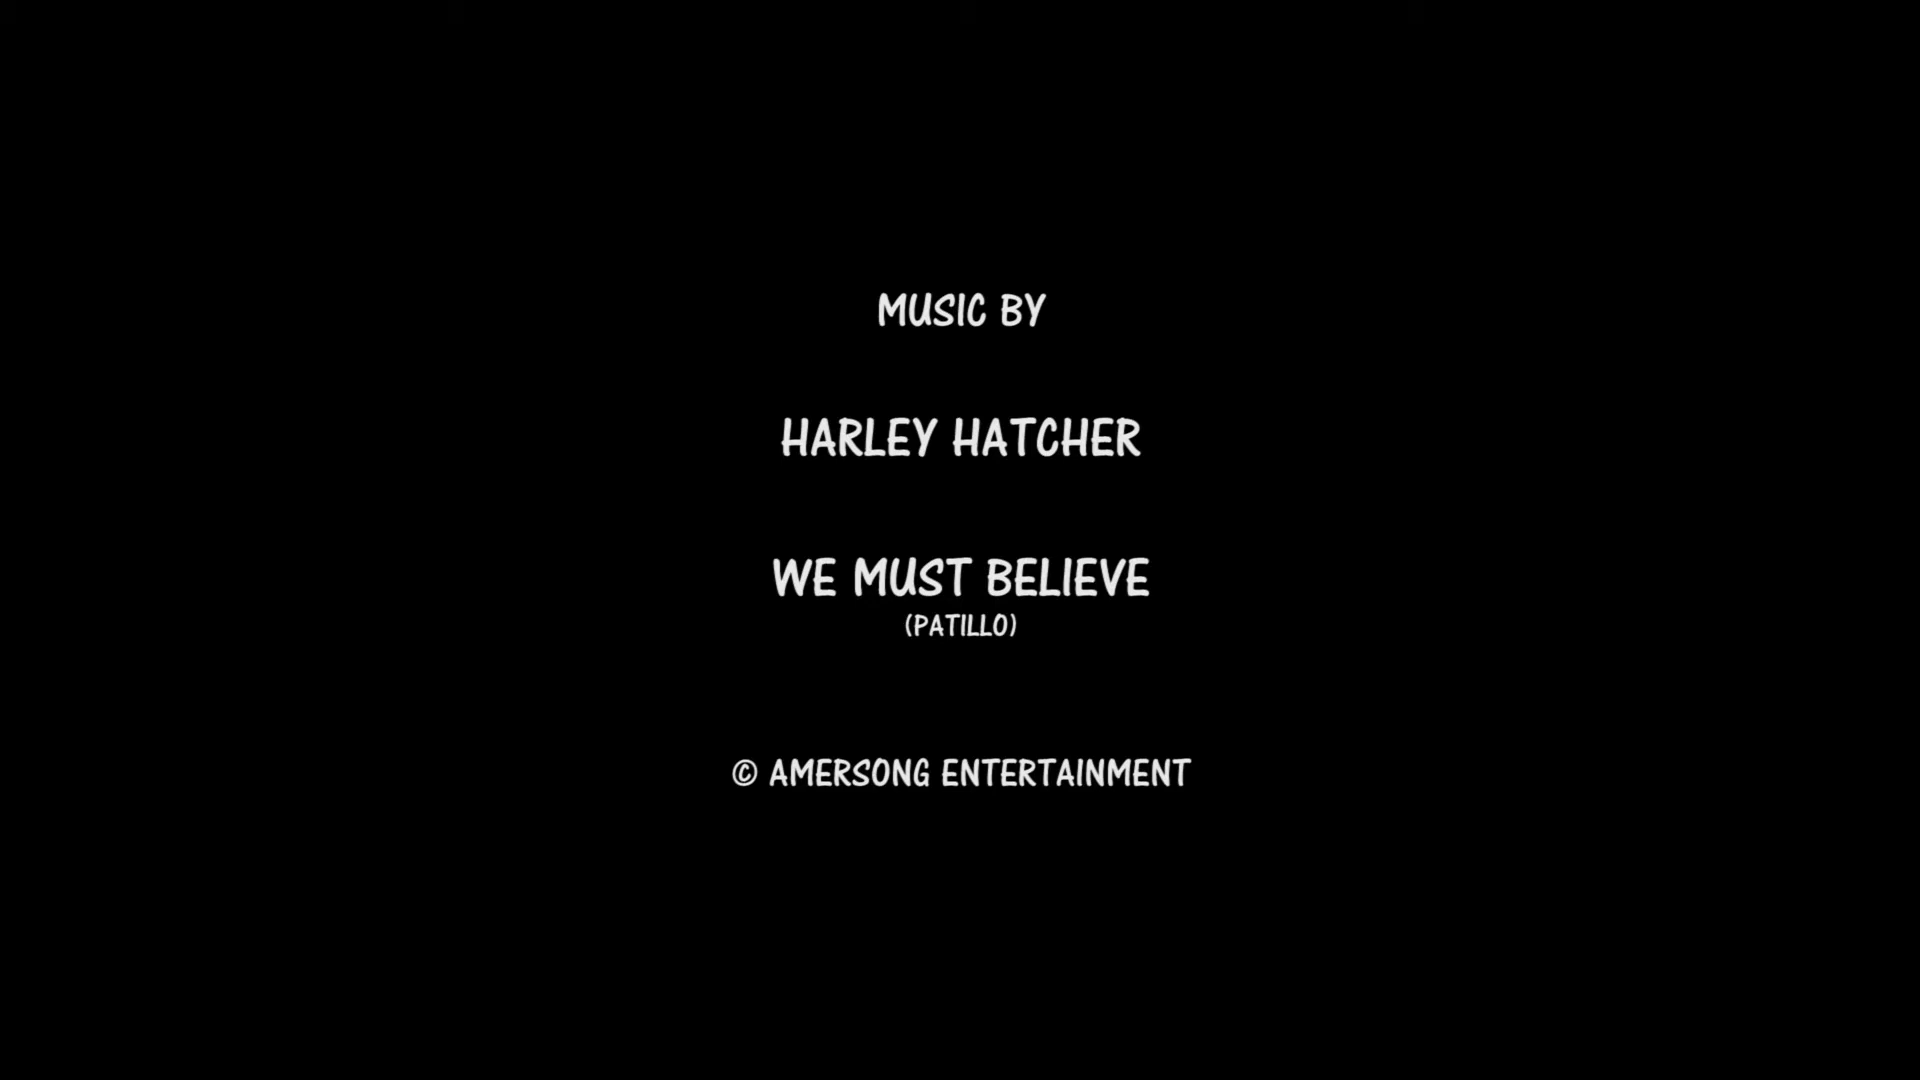 MUSIC BY
HARLEY HATCHER
WE MUST BELIEVE
(PATILLO)
© AMERSONG ENTERTAINMENT